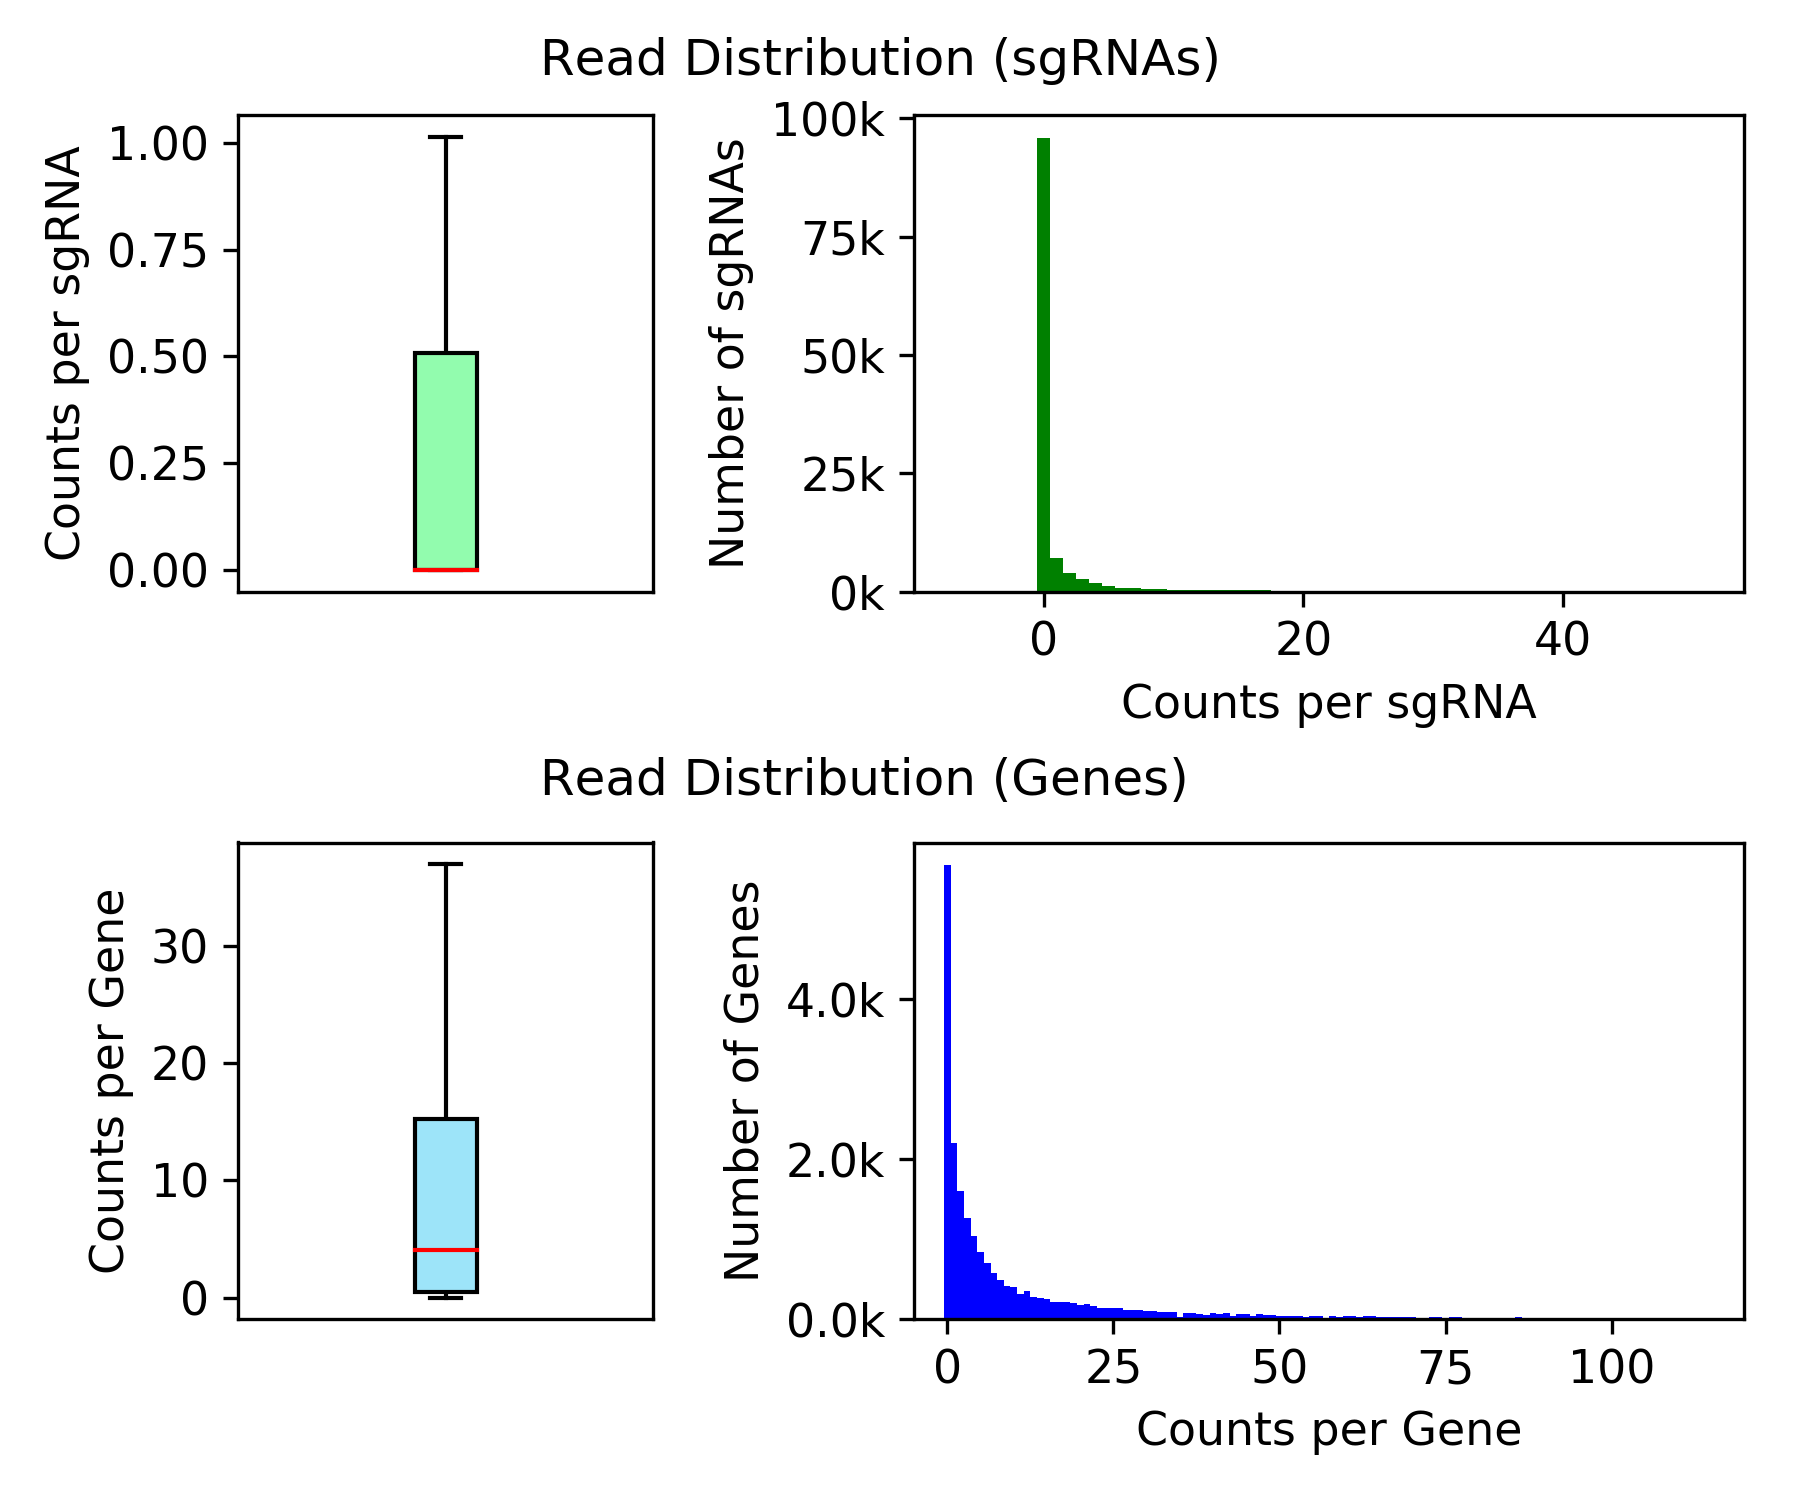 Read Distribution (sgRNAs)
Counts per sgRNA
1.00
0.75
0.50
0.25
0.00
Number of sgRNAs
100k
75k
50k
25k
0k
0 20 40
Counts per sgRNA
Read Distribution (Genes)
Counts per Gene
30
20
10
0
Number of Genes
4.0k
2.0k
0.0k
0 25 50 75 100
Counts per Gene